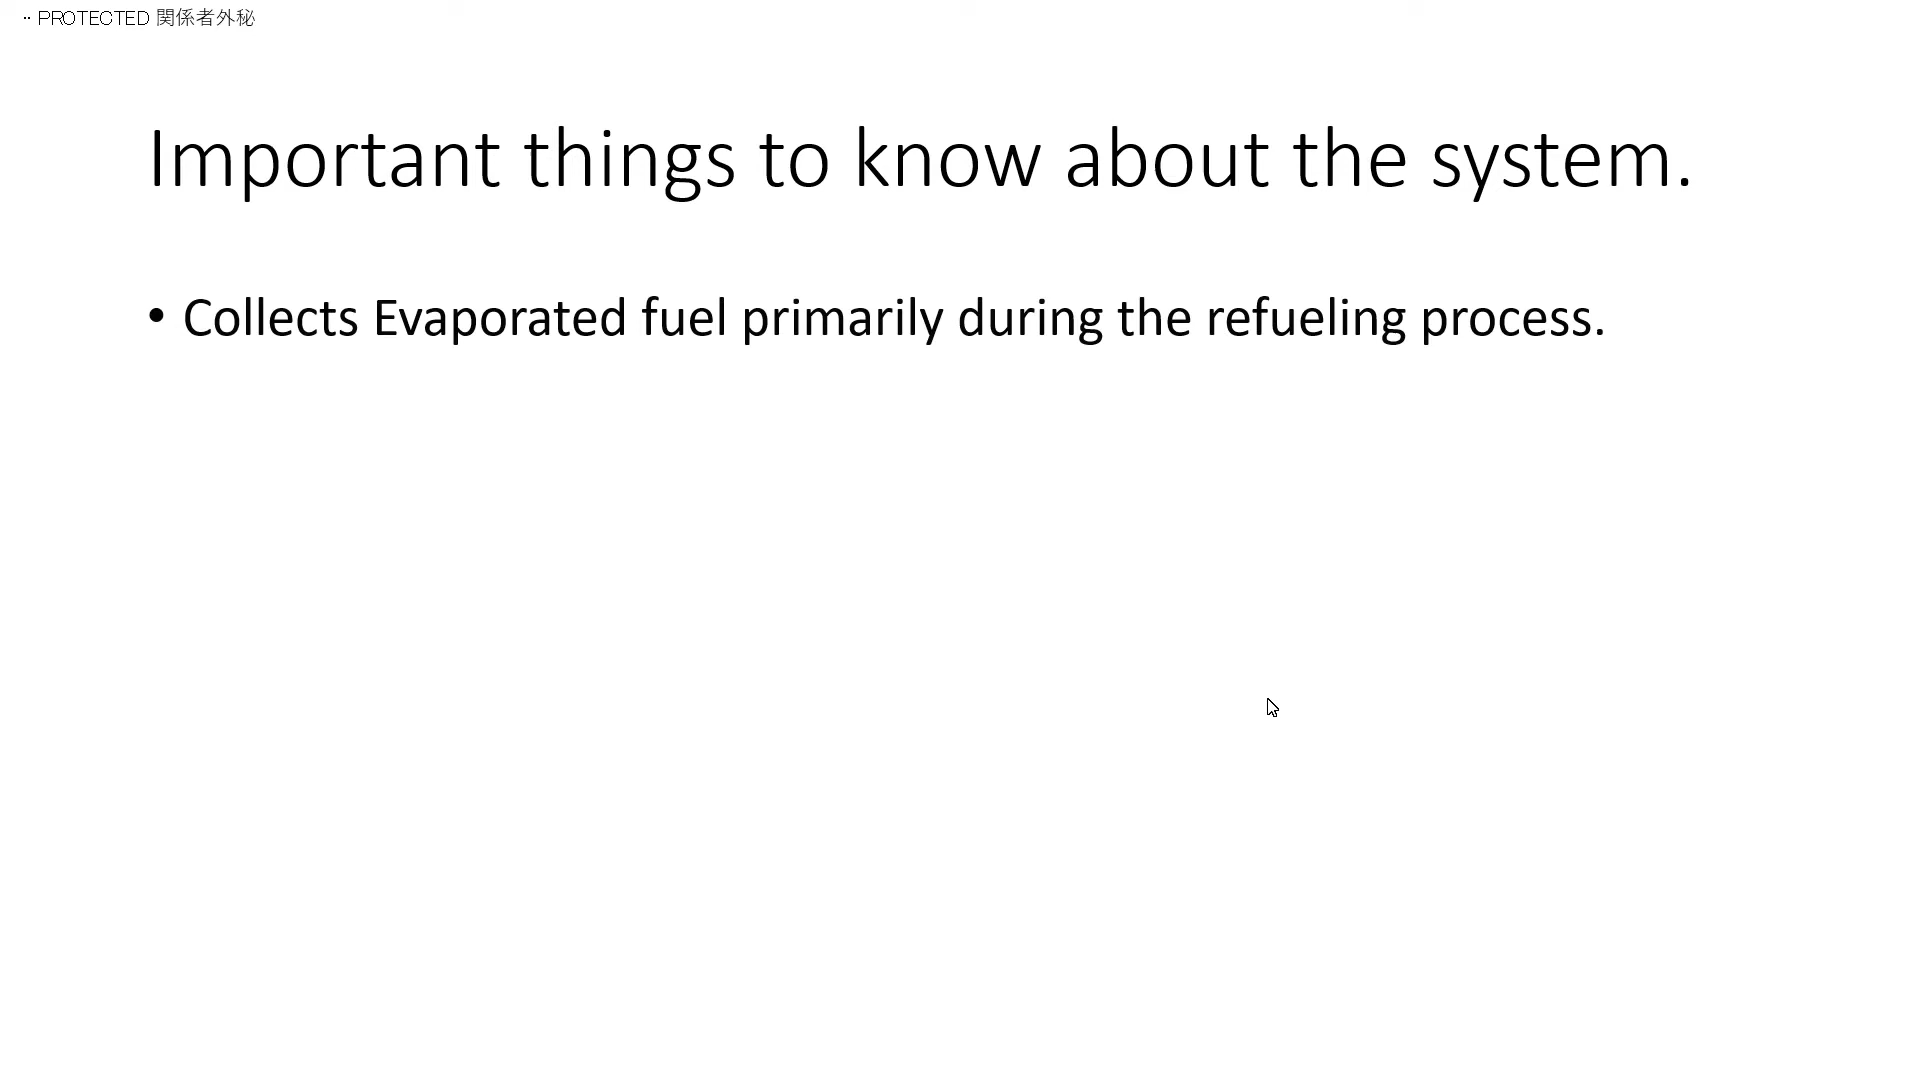 ·· PROTECTED 関係者外秘
Important things to know about the system.
• Collects Evaporated fuel primarily during the refueling process.